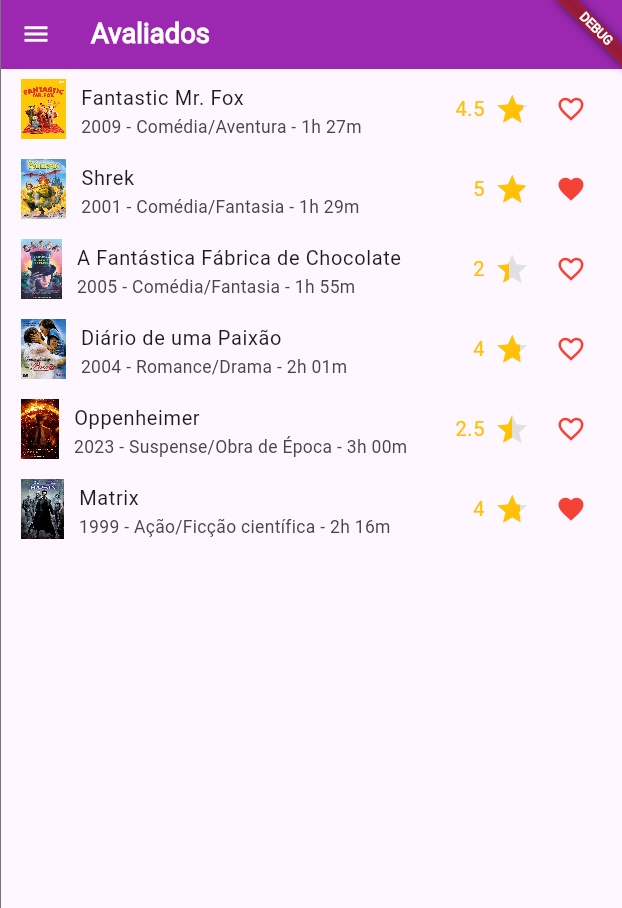 Avaliados
DEBUG
FANTASTIC
MR. FOX
Fantastic Mr. Fox
2009 - Comédia/Aventura - 1h 27m
4.5
Shrek
2001 - Comédia/Fantasia - 1h 29m
5
A Fantástica Fábrica de Chocolate
2005 - Comédia/Fantasia - 1h 55m
2
Diário de uma Paixão
2004 - Romance/Drama - 2h 01m
4
Oppenheimer
2023 - Suspense/Obra de Época - 3h 00m
2.5
Matrix
1999 - Ação/Ficção científica - 2h 16m
4